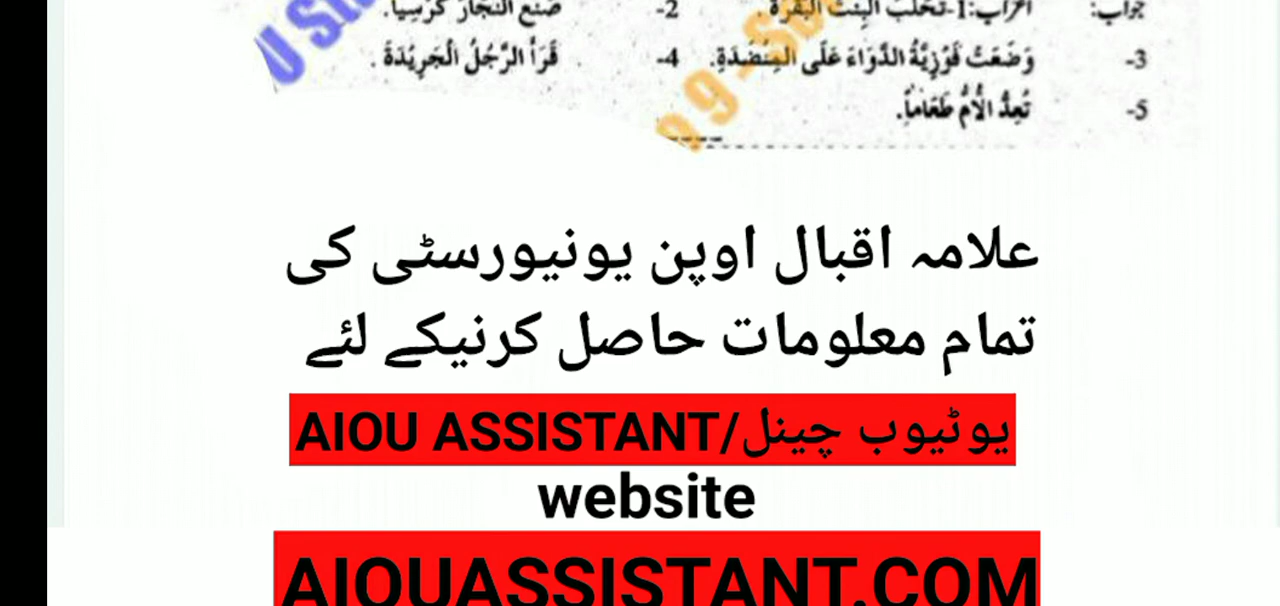 جواب: اعراب:1-تَحْلُبُ الْبِنْتُ الْبَقَرَةَ 2- صَنَعَ النَّجَّارُ كُرْسِيًّا.
3- وَضَعَتْ فَوْزِيَّةُ الدَّوَاءَ عَلَى الْمِنْضَدَةِ. 4- قَرَأَ الرَّجُلُ الْجَرِيْدَةَ.
5- تُعِدُّ الْأُمُّ طَعَاماً.
علامہ اقبال اوپن یونیورسٹی کی
تمام معلومات حاصل کرنیکے لئے
یوٹیوب چینل/AIOU ASSISTANT
website
AIOUASSISTANT.COM